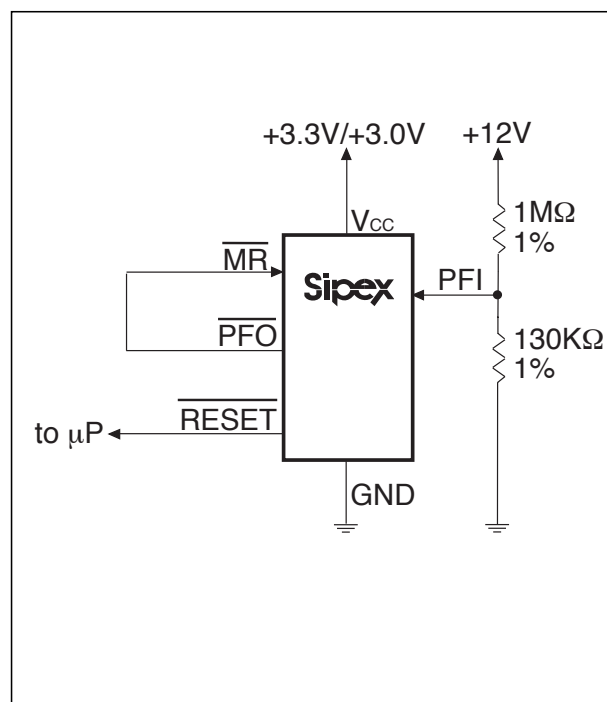 +3.3V/+3.0V
+12V
VCC
1MΩ
1%
MR
Sipex
PFI
PFO
130KΩ
1%
RESET
to μP
GND